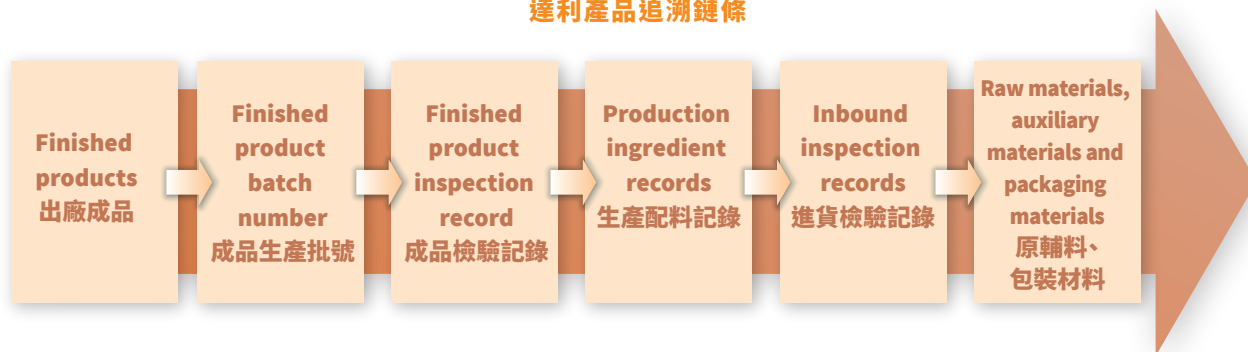 達利產品追溯鏈條
Finished
products
出廠成品
Finished
product
batch
number
成品生產批號
Finished
product
inspection
record
成品檢驗記錄
Production
ingredient
records
生產配料記錄
Inbound
inspection
records
進貨檢驗記錄
Raw materials,
auxiliary
materials and
packaging
materials
原輔料、
包裝材料